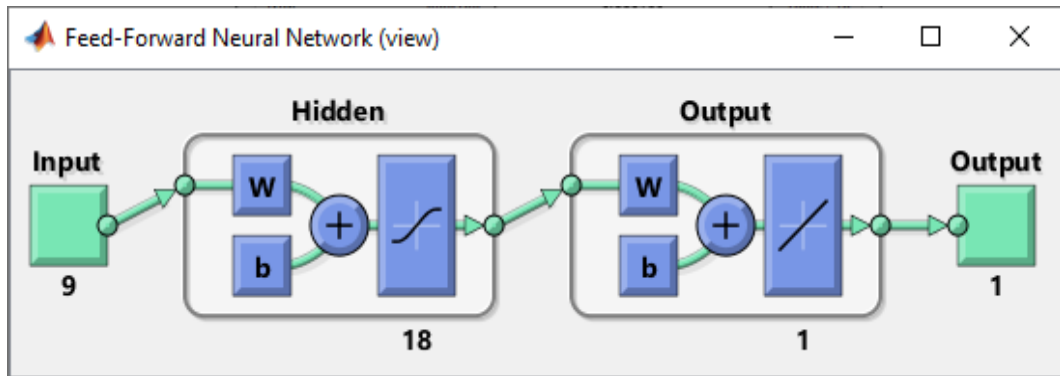 Feed-Forward Neural Network (view)
Hidden
Output
Input
W
b
+
W
b
+
Output
9
18
1
1